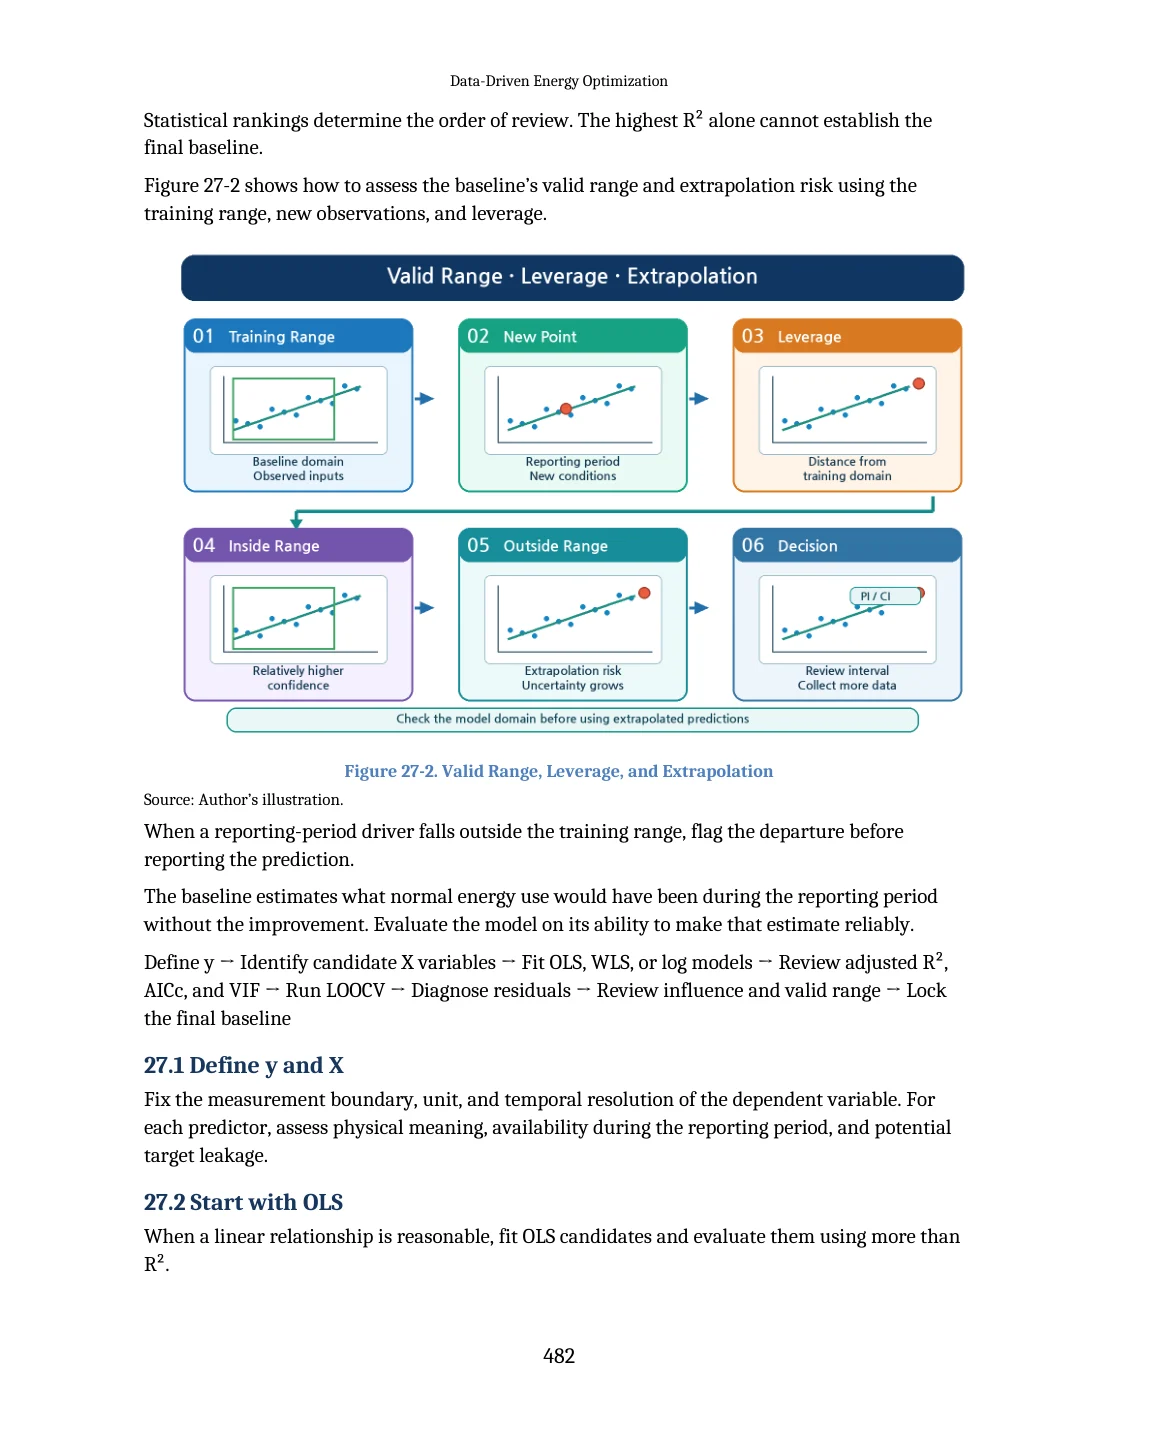 Data-Driven Energy Optimization
Statistical rankings determine the order of review. The highest R² alone cannot establish the
final baseline.
Figure 27-2 shows how to assess the baseline’s valid range and extrapolation risk using the
training range, new observations, and leverage.
Valid Range · Leverage · Extrapolation
01 Training Range
Baseline domain
Observed inputs
02 New Point
Reporting period
New conditions
03 Leverage
Distance from
training domain
04 Inside Range
Relatively higher
confidence
05 Outside Range
Extrapolation risk
Uncertainty grows
06 Decision
PI / CI
Review interval
Collect more data
Check the model domain before using extrapolated predictions
Figure 27-2. Valid Range, Leverage, and Extrapolation
Source: Author’s illustration.
When a reporting-period driver falls outside the training range, flag the departure before
reporting the prediction.
The baseline estimates what normal energy use would have been during the reporting period
without the improvement. Evaluate the model on its ability to make that estimate reliably.
Define y → Identify candidate X variables → Fit OLS, WLS, or log models → Review adjusted R²,
AICc, and VIF → Run LOOCV → Diagnose residuals → Review influence and valid range → Lock
the final baseline
27.1 Define y and X
Fix the measurement boundary, unit, and temporal resolution of the dependent variable. For
each predictor, assess physical meaning, availability during the reporting period, and potential
target leakage.
27.2 Start with OLS
When a linear relationship is reasonable, fit OLS candidates and evaluate them using more than
R².
482